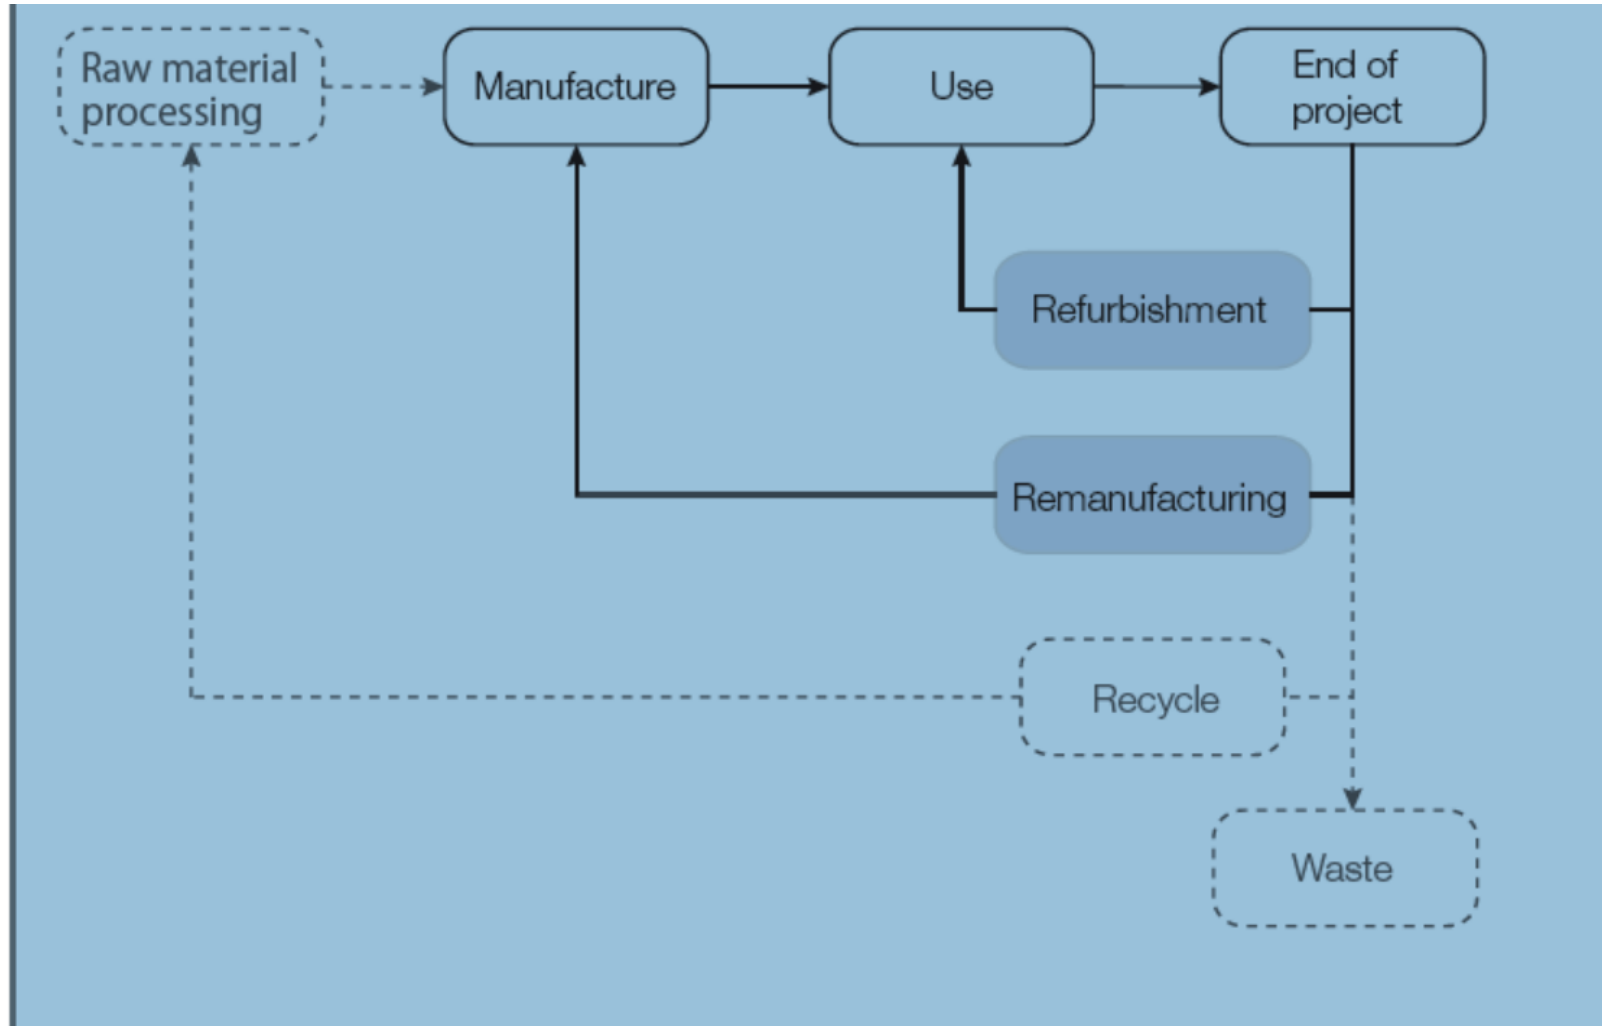 Raw material
processing
Manufacture
Use
End of
project
Refurbishment
Remanufacturing
Recycle
Waste